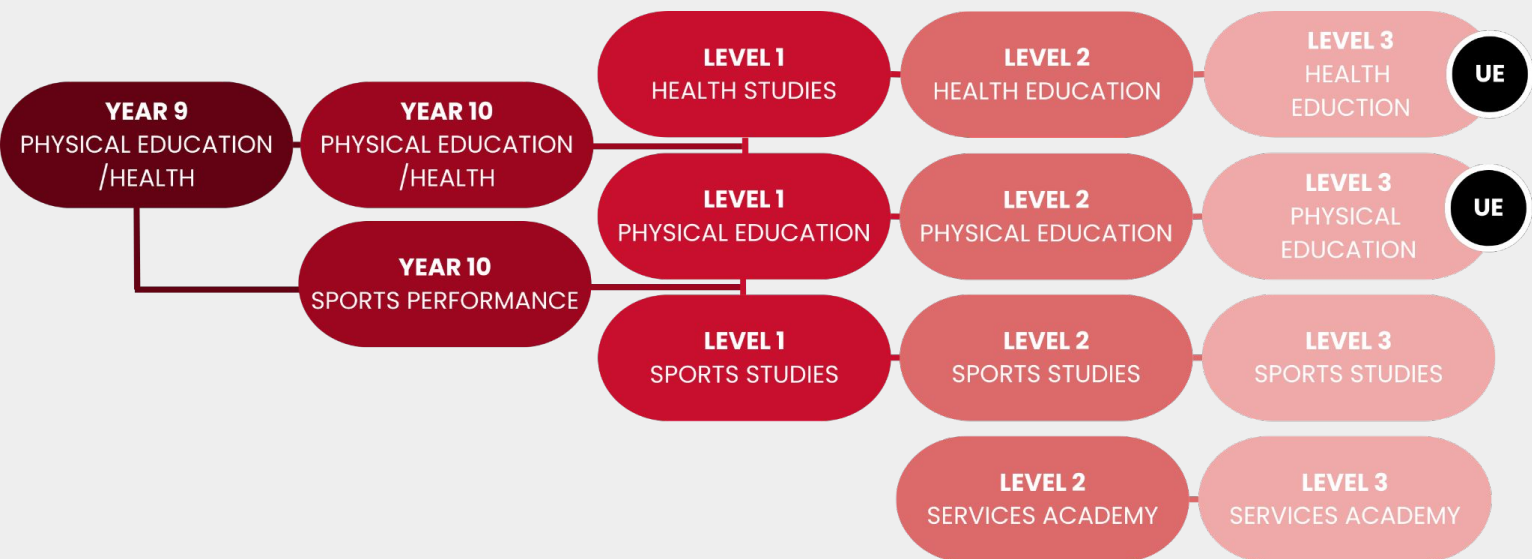 YEAR 9
PHYSICAL EDUCATION
/HEALTH
YEAR 10
PHYSICAL EDUCATION
/HEALTH
YEAR 10
SPORTS PERFORMANCE
LEVEL 1
HEALTH STUDIES
LEVEL 2
HEALTH EDUCATION
LEVEL 3
HEALTH
EDUCTION
UE
LEVEL 1
PHYSICAL EDUCATION
LEVEL 2
PHYSICAL EDUCATION
LEVEL 3
PHYSICAL
EDUCATION
UE
LEVEL 1
SPORTS STUDIES
LEVEL 2
SPORTS STUDIES
LEVEL 3
SPORTS STUDIES
LEVEL 2
SERVICES ACADEMY
LEVEL 3
SERVICES ACADEMY